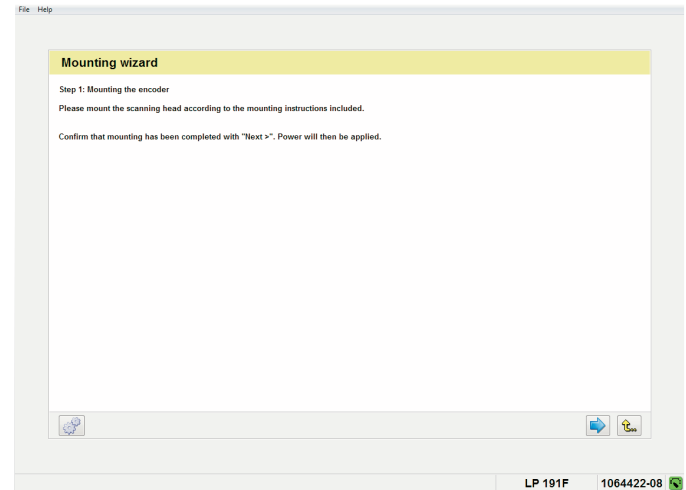 File Help
Mounting wizard
Step 1: Mounting the encoder
Please mount the scanning head according to the mounting instructions included.
Confirm that mounting has been completed with "Next >". Power will then be applied.
LP 191F 1064422-08